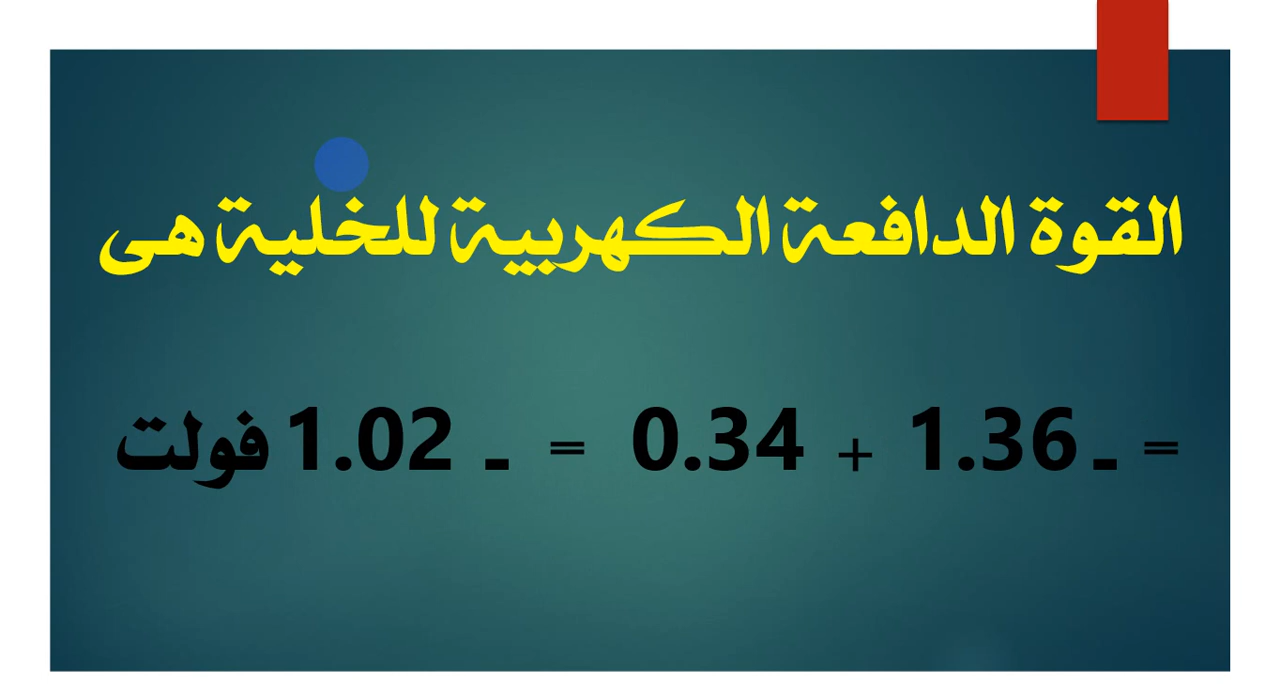 القوة الدافعة الكهربية للخلية هى
= ـ 1.36 + 0.34 = ـ 1.02 فولت